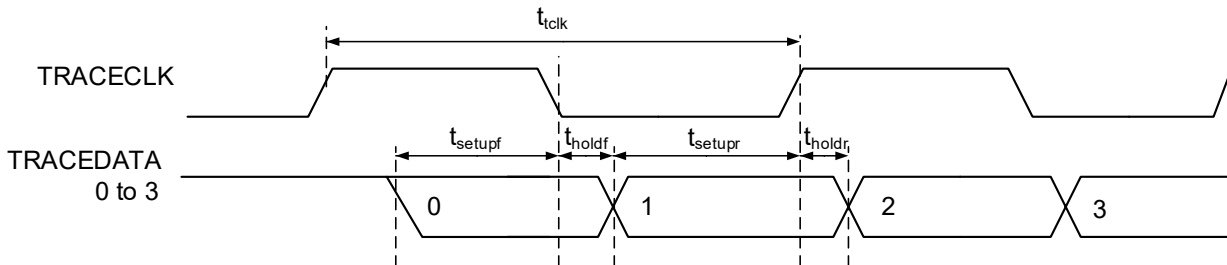 t_tclk
TRACECLK
t_setupf t_holdf t_setupr t_holdr
TRACEDATA
0 to 3
0 1 2 3